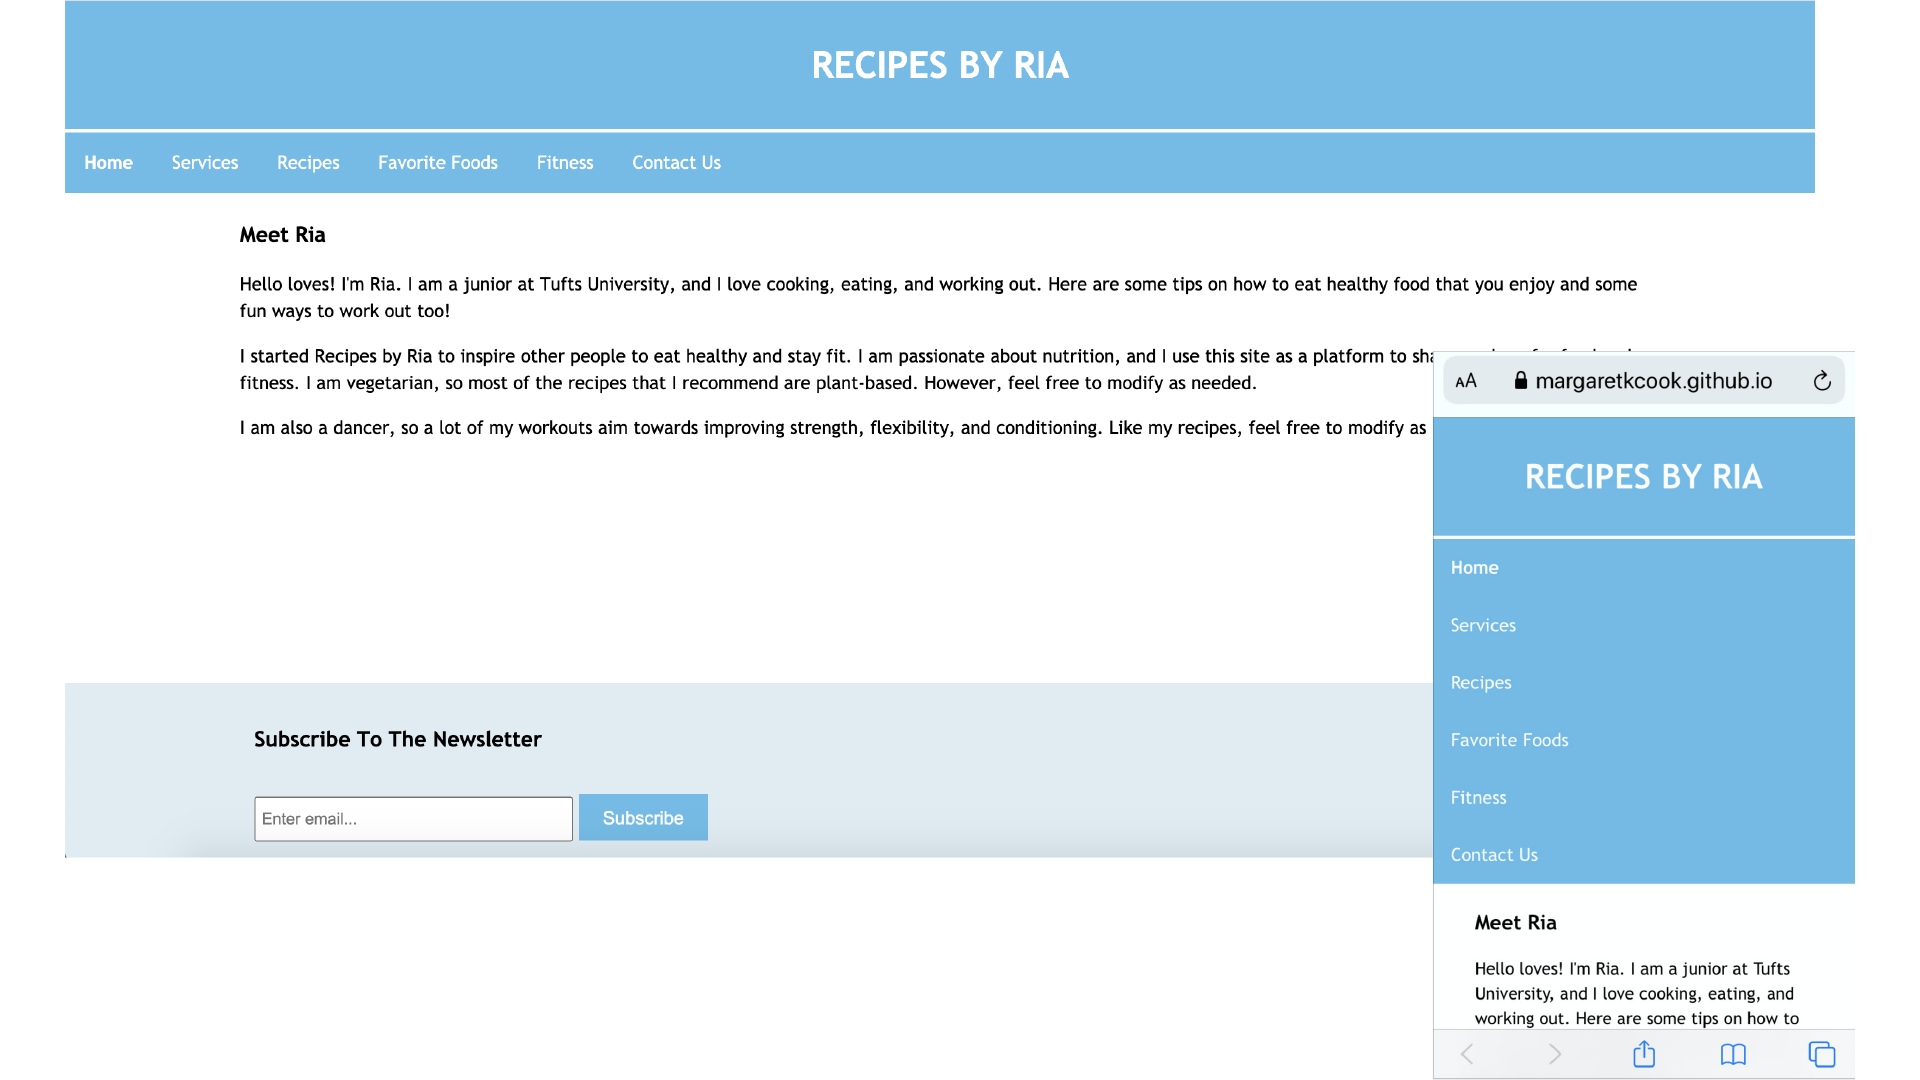 RECIPES BY RIA
Home Services Recipes Favorite Foods Fitness Contact Us
Meet Ria
Hello loves! I'm Ria. I am a junior at Tufts University, and I love cooking, eating, and working out. Here are some tips on how to eat healthy food that you enjoy and some
fun ways to work out too!
I started Recipes by Ria to inspire other people to eat healthy and stay fit. I am passionate about nutrition, and I use this site as a platform to
fitness. I am vegetarian, so most of the recipes that I recommend are plant-based. However, feel free to modify as needed.
I am also a dancer, so a lot of my workouts aim towards improving strength, flexibility, and conditioning. Like my recipes, feel free to modify as
Subscribe To The Newsletter
Enter email... Subscribe
AA margaretkcook.github.io
RECIPES BY RIA
Home
Services
Recipes
Favorite Foods
Fitness
Contact Us
Meet Ria
Hello loves! I'm Ria. I am a junior at Tufts
University, and I love cooking, eating, and
working out. Here are some tips on how to